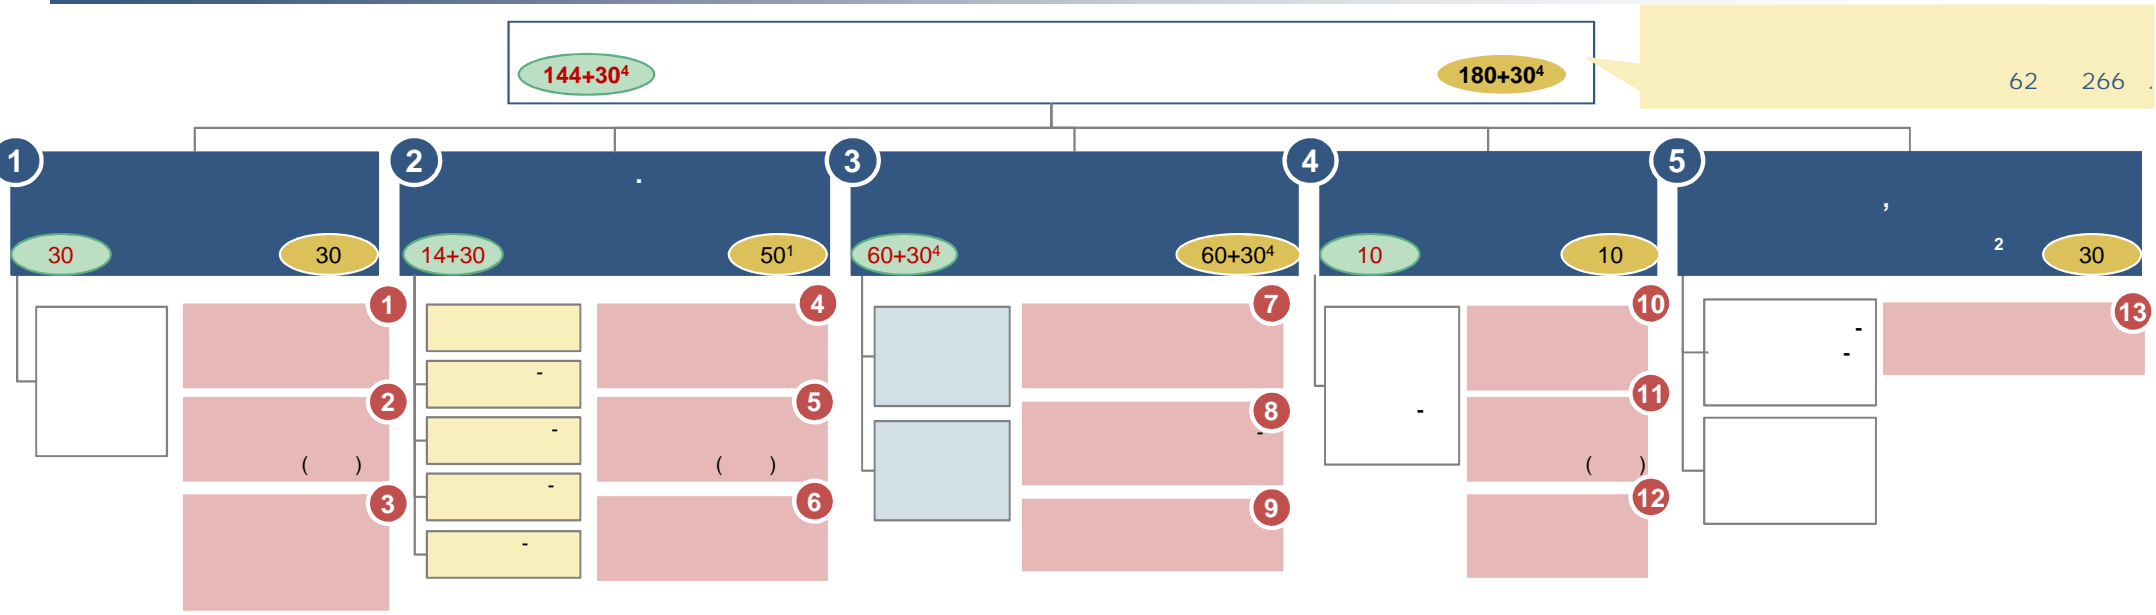 144+30⁴ 180+30⁴
62 266 .
1 2 3 4 5
.
,
30 30 14+30 50¹ 60+30⁴ 60+30⁴ 10 10 ² 30
1 4 7 10 13
-
-
-
2 5 8 11
- - -
( ) ( ) ( )
3 6 9 12
-
-